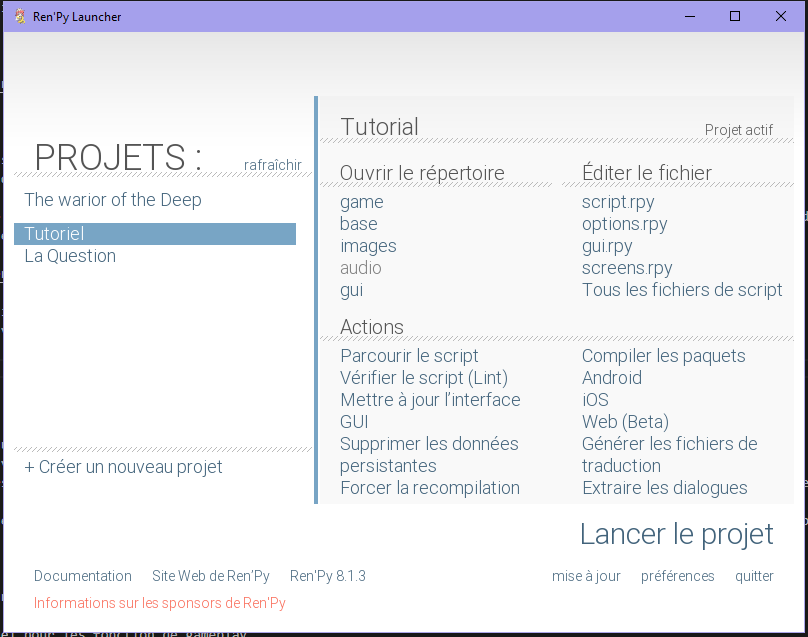 Ren'Py Launcher
PROJETS :
rafraîchir
The warior of the Deep
Tutoriel
La Question
+ Créer un nouveau projet
Tutorial
Projet actif
Ouvrir le répertoire
game
base
images
audio
gui
Éditer le fichier
script.rpy
options.rpy
gui.rpy
screens.rpy
Tous les fichiers de script
Actions
Parcourir le script
Vérifier le script (Lint)
Mettre à jour l'interface
GUI
Supprimer les données
persistantes
Forcer la recompilation
Compiler les paquets
Android
iOS
Web (Beta)
Générer les fichiers de
traduction
Extraire les dialogues
Lancer le projet
Documentation
Site Web de Ren'Py
Ren'Py 8.1.3
mise à jour
préférences
quitter
Informations sur les sponsors de Ren'Py